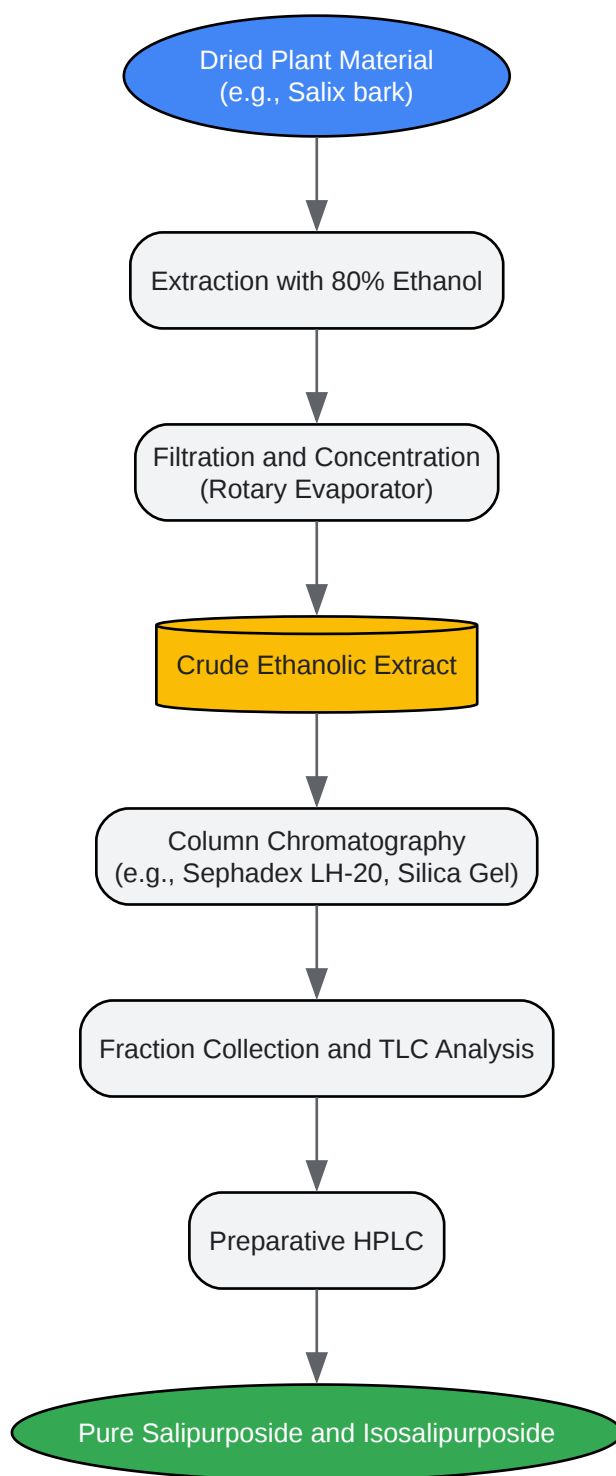 Dried Plant Material
(e.g., Salix bark)
Extraction with 80% Ethanol
Filtration and Concentration
(Rotary Evaporator)
Crude Ethanolic Extract
Column Chromatography
(e.g., Sephadex LH-20, Silica Gel)
Fraction Collection and TLC Analysis
Preparative HPLC
Pure Salipurposide and Isosalipurposide